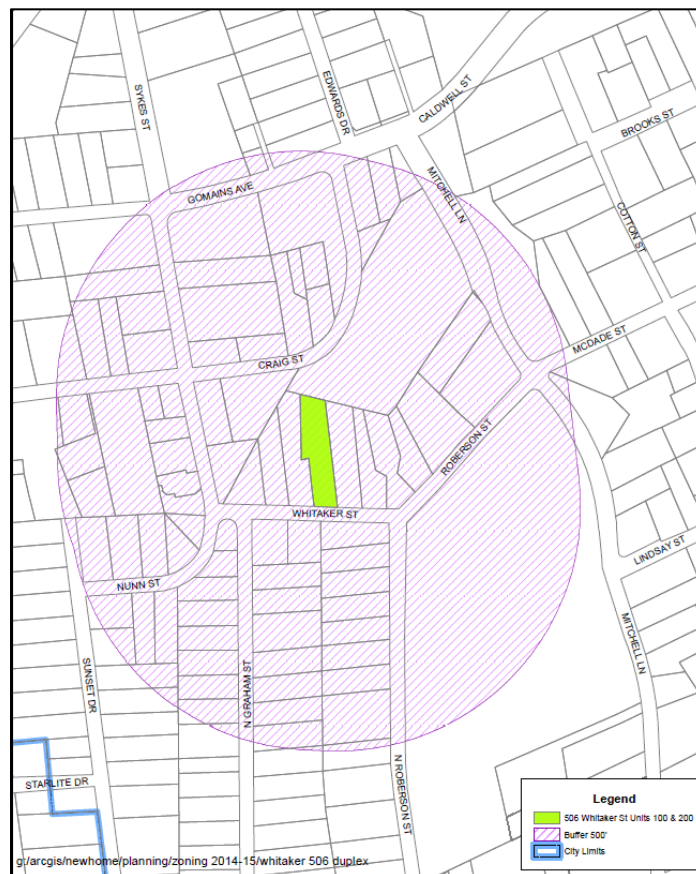 SYKES ST
EDWARDS DR
CALDWELL ST
BROOKS ST
GOMAINS AVE
MITCHELL LN
COTTON ST
MCDADE ST
CRAIG ST
ROBERSON ST
WHITAKER ST
LINDSAY ST
NUNN ST
MITCHELL LN
SUNSET DR
N GRAHAM ST
N ROBERSON ST
STARLITE DR
Legend
506 Whitaker St Units 100 & 200
Buffer 500'
City Limits
g:/arcgis/newhome/planning/zoning 2014-15/whitaker 506 duplex